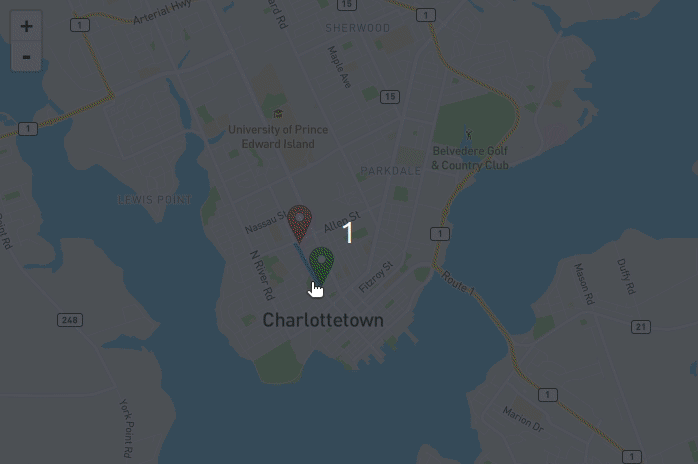 15
1
Arterial Hwy
1
SHERWOOD
Maple Ave
15
1
University of Prince
Edward Island
Belvedere Golf
& Country Club
PARKDALE
LEWIS POINT
Nassau St
Allen St
1
1
N River Rd
Fitzroy St
Route 1
Mason Rd
Duffy Rd
Charlottetown
248
21
1
York Point Rd
Marion Dr
1
+
-